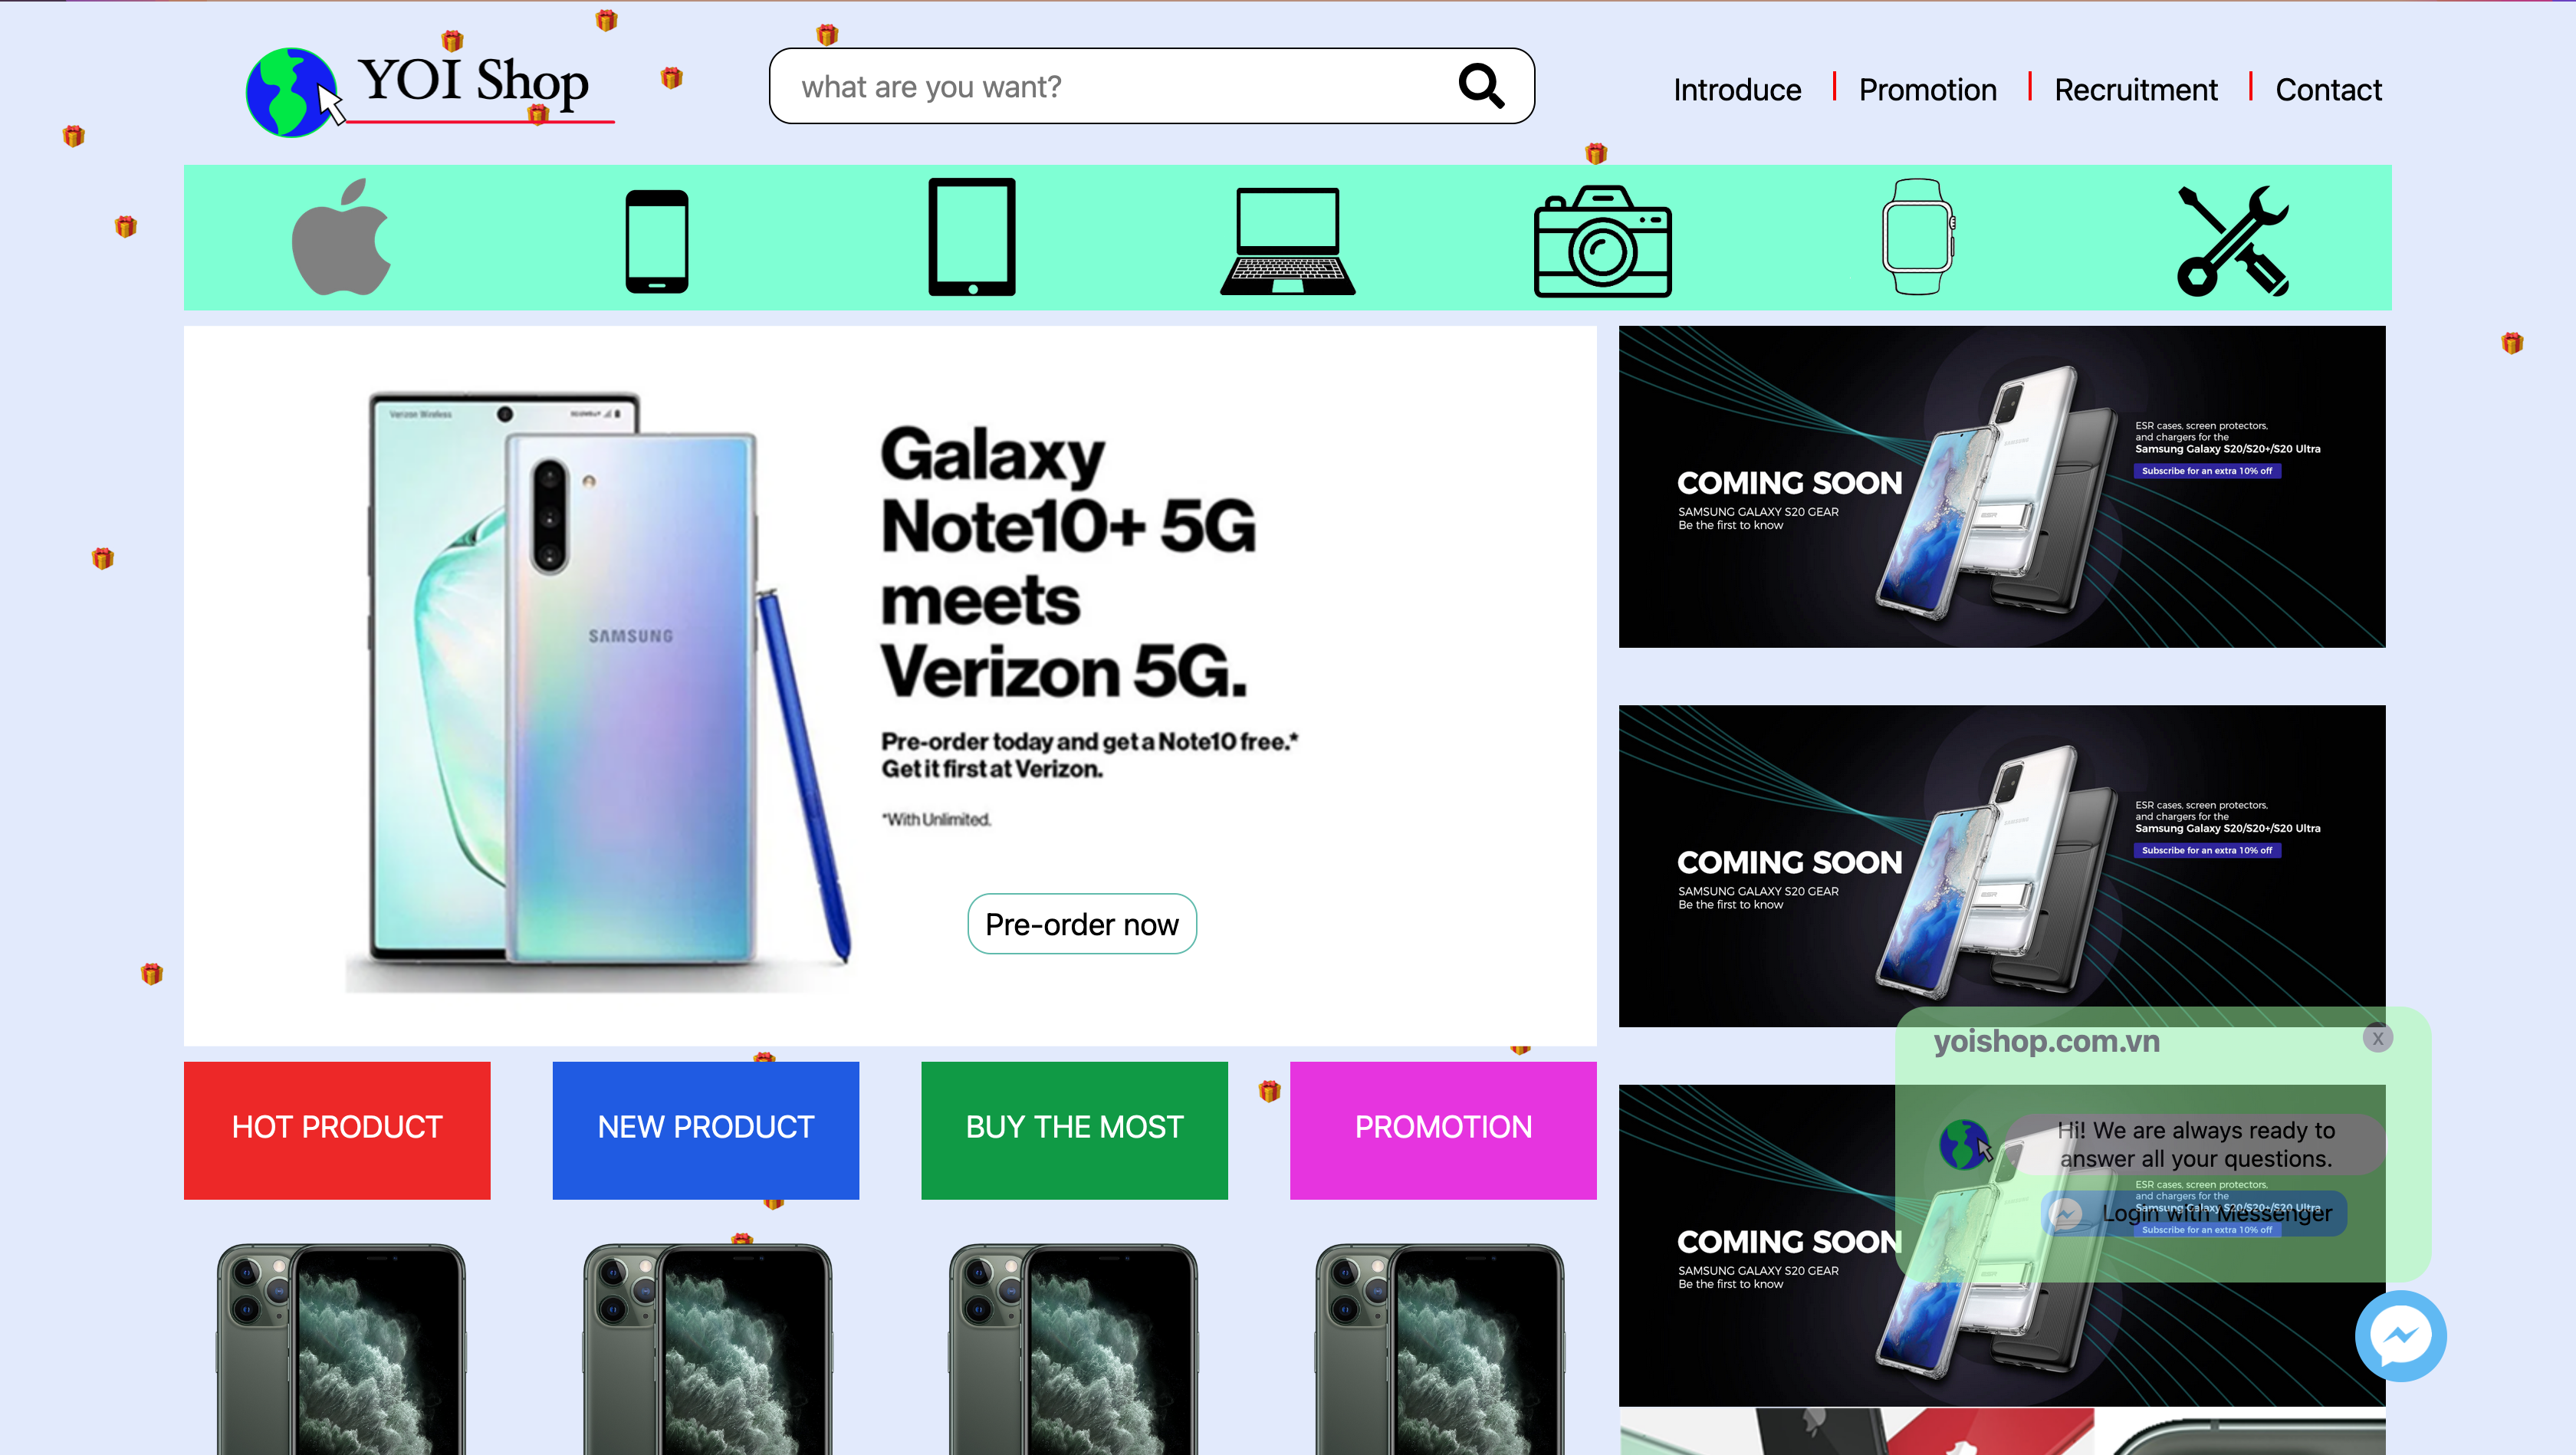 YOI Shop
what are you want?
Introduce
Promotion
Recruitment
Contact
Verizon Wireless
Galaxy
Note10+ 5G
meets
Verizon 5G.
Pre-order today and get a Note10 free.*
Get it first at Verizon.
*With Unlimited.
Pre-order now
SAMSUNG
COMING SOON
SAMSUNG GALAXY S20 GEAR
Be the first to know
ESR cases, screen protectors,
and chargers for the
Samsung Galaxy S20/S20+/S20 Ultra
Subscribe for an extra 10% off
COMING SOON
SAMSUNG GALAXY S20 GEAR
Be the first to know
ESR cases, screen protectors,
and chargers for the
Samsung Galaxy S20/S20+/S20 Ultra
Subscribe for an extra 10% off
HOT PRODUCT
NEW PRODUCT
BUY THE MOST
PROMOTION
yoishop.com.vn
X
Hi! We are always ready to
answer all your questions.
Login with Messenger
COMING SOON
SAMSUNG GALAXY S20 GEAR
Be the first to know
ESR cases, screen protectors,
and chargers for the
Samsung Galaxy S20/S20+/S20 Ultra
Subscribe for an extra 10% off